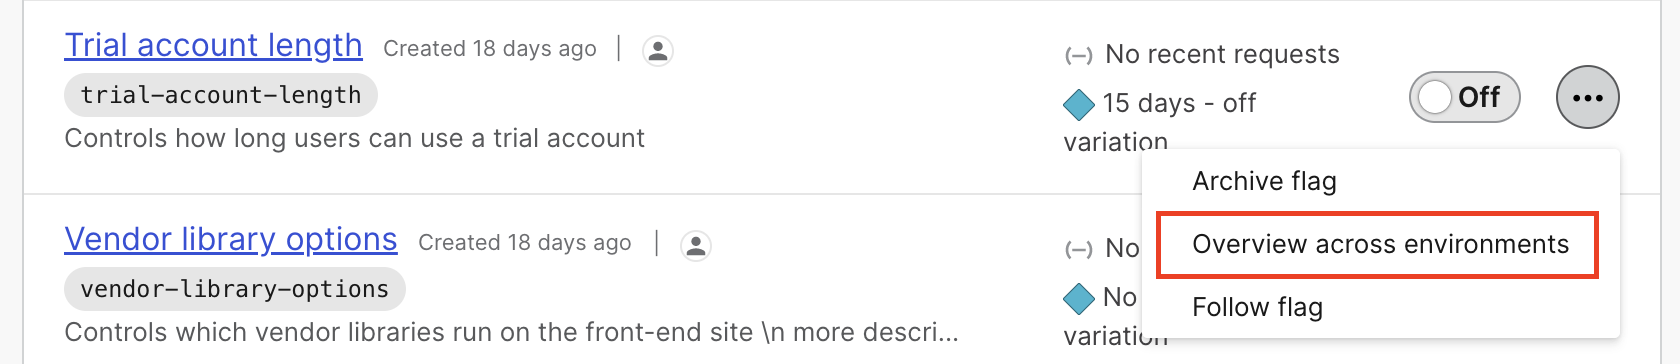 Trial account length Created 18 days ago |
trial-account-length
Controls how long users can use a trial account
(–) No recent requests
15 days - off
variation
Off
Archive flag
Overview across environments
Follow flag
Vendor library options Created 18 days ago |
vendor-library-options
Controls which vendor libraries run on the front-end site \n more descri...
(–) No
No
variation